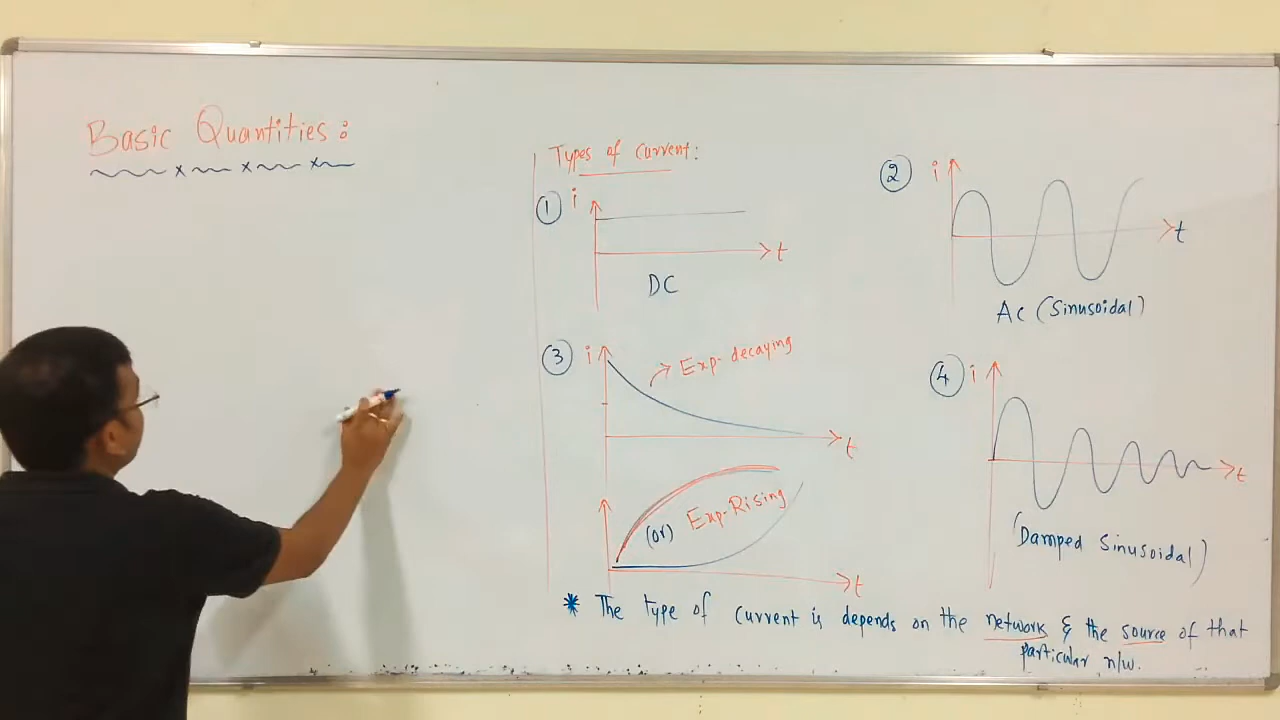 Basic Quantities:
Types of current:
① i
t
DC
② i
t
AC (Sinusoidal)
③ i
Exp-decaying
t
(or) Exp-Rising
t
④ i
t
(Damped Sinusoidal)
* The type of current is depends on the network & the source of that
particular n/w.